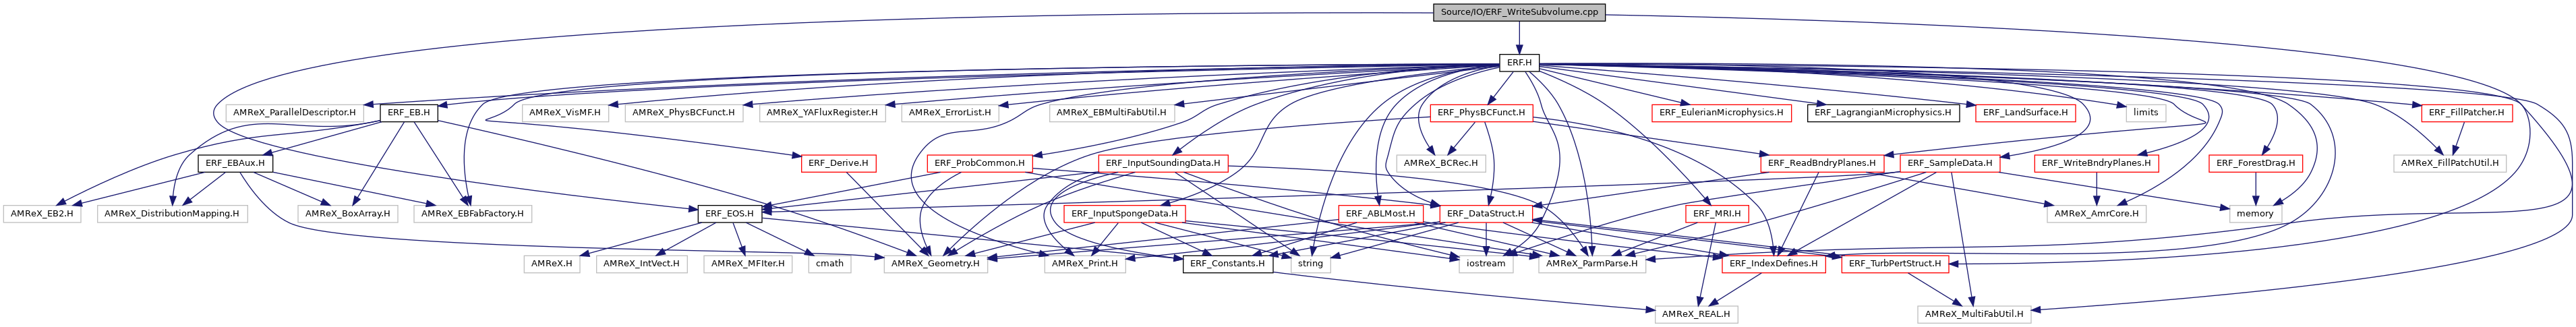 Source/IO/ERF_WriteSubvolume.cpp
ERF.H
AMReX_ParallelDescriptor.H
ERF_EB.H
AMReX_VisMF.H
AMReX_PhysBCFunct.H
AMReX_YAFluxRegister.H
AMReX_ErrorList.H
AMReX_EBMultiFabUtil.H
ERF_PhysBCFunct.H
ERF_EulerianMicrophysics.H
ERF_LagrangianMicrophysics.H
ERF_LandSurface.H
limits
ERF_FillPatcher.H
ERF_EBAux.H
ERF_Derive.H
ERF_ProbCommon.H
ERF_InputSoundingData.H
AMReX_BCRec.H
ERF_ReadBndryPlanes.H
ERF_SampleData.H
ERF_WriteBndryPlanes.H
ERF_ForestDrag.H
AMReX_FillPatchUtil.H
AMReX_EB2.H
AMReX_DistributionMapping.H
AMReX_BoxArray.H
AMReX_EBFabFactory.H
ERF_EOS.H
ERF_InputSpongeData.H
ERF_ABLMost.H
ERF_DataStruct.H
ERF_MRI.H
AMReX_AmrCore.H
memory
AMReX.H
AMReX_IntVect.H
AMReX_MFIter.H
cmath
AMReX_Geometry.H
AMReX_Print.H
ERF_Constants.H
string
iostream
AMReX_ParmParse.H
ERF_IndexDefines.H
ERF_TurbPertStruct.H
AMReX_REAL.H
AMReX_MultiFabUtil.H